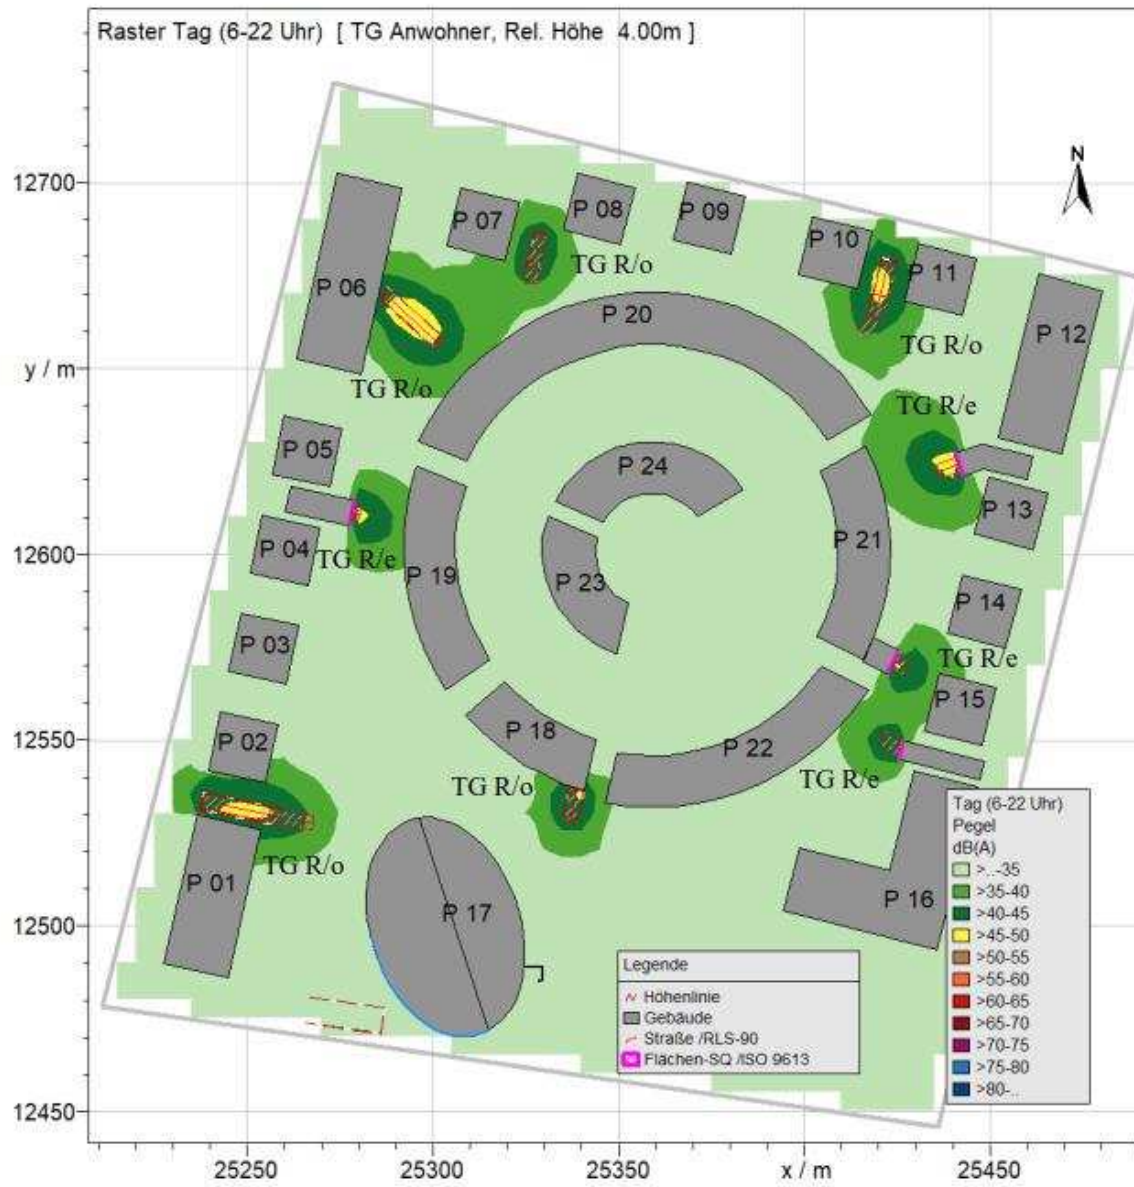 Raster Tag (6-22 Uhr) [ TG Anwohner, Rel. Höhe 4.00m ]
N
12700
P 07
P 08
P 09
P 10
P 11
TG R/o
P 06
P 20
P 12
TG R/o
y / m
TG R/o
TG R/e
P 05
P 24
P 13
12600
P 04
TG R/e
P 19
P 23
P 21
P 14
P 03
TG R/e
P 15
12550
P 02
P 18
P 22
TG R/o
TG R/e
TG R/o
P 01
P 17
P 16
12500
12450
Tag (6-22 Uhr)
Pegel
dB(A)
>..-35
>35-40
>40-45
>45-50
>50-55
>55-60
>60-65
>65-70
>70-75
>75-80
>80-..
Legende
Höhenlinie
Gebäude
Straße /RLS-90
Flächen-SQ /ISO 9613
25250
25300
25350
x / m
25450